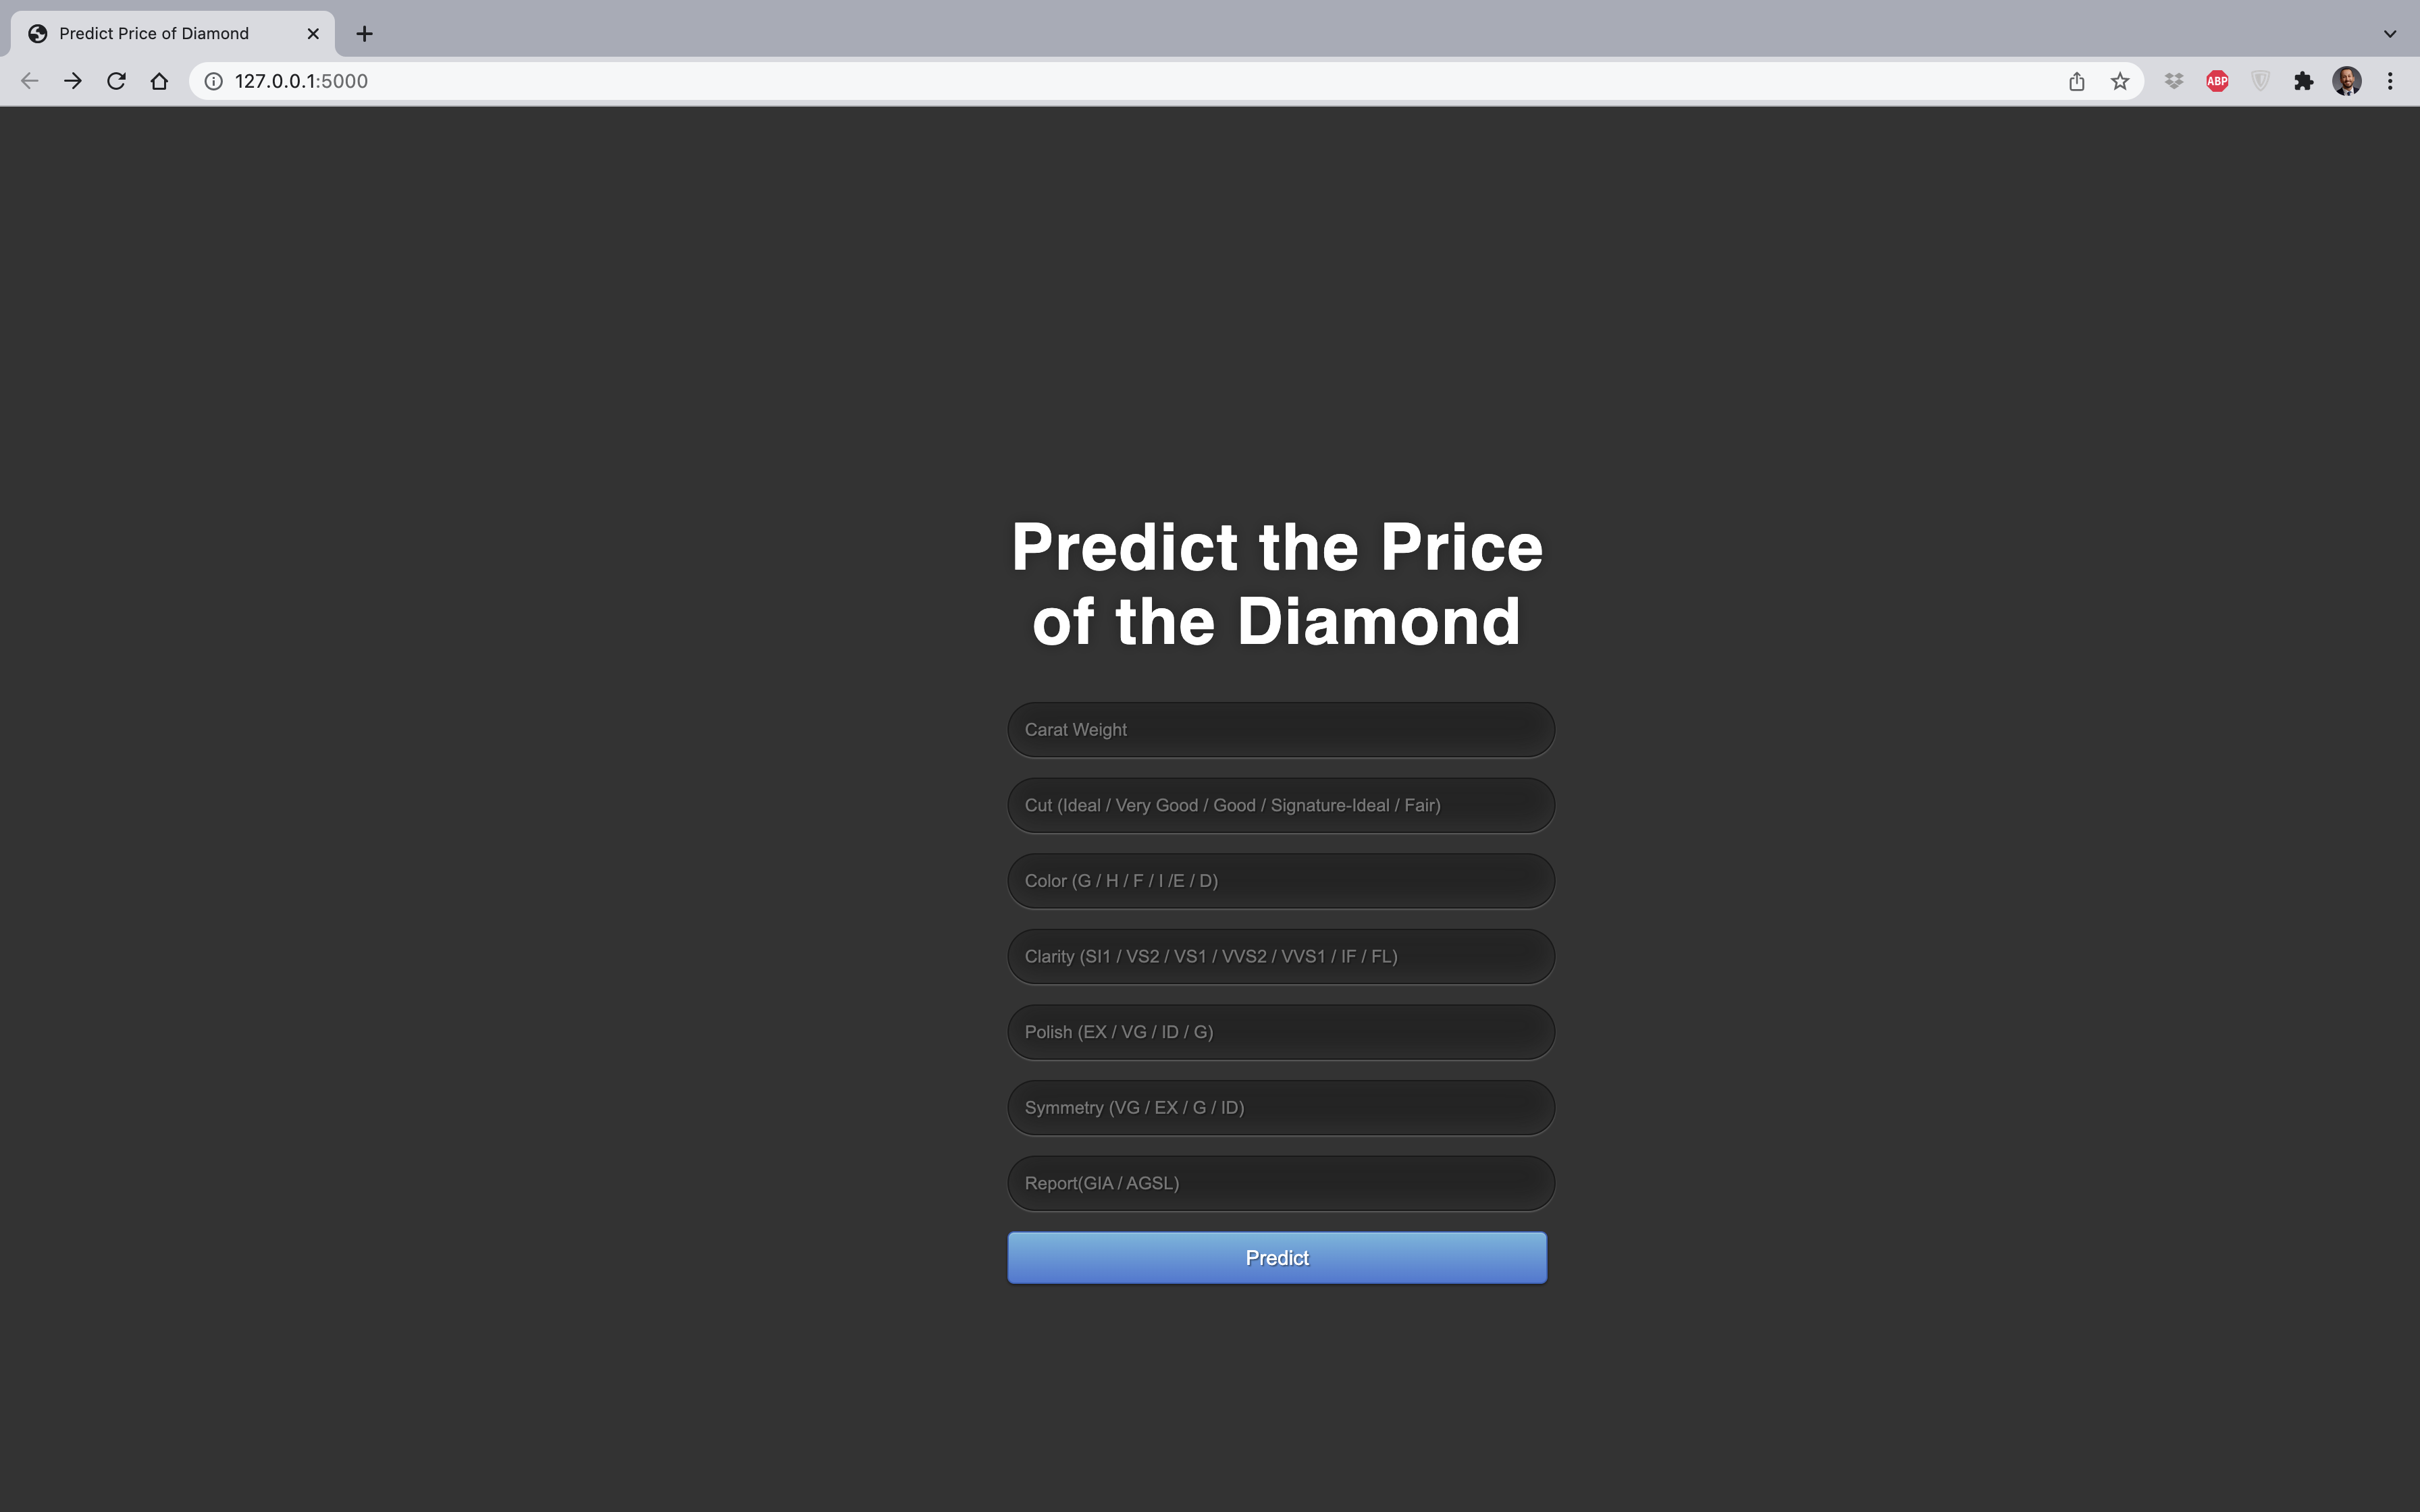 Predict Price of Diamond
127.0.0.1:5000
ABP
Predict the Price
of the Diamond
Carat Weight
Cut (Ideal / Very Good / Good / Signature-Ideal / Fair)
Color (G / H / F / I /E / D)
Clarity (SI1 / VS2 / VS1 / VVS2 / VVS1 / IF / FL)
Polish (EX / VG / ID / G)
Symmetry (VG / EX / G / ID)
Report(GIA / AGSL)
Predict